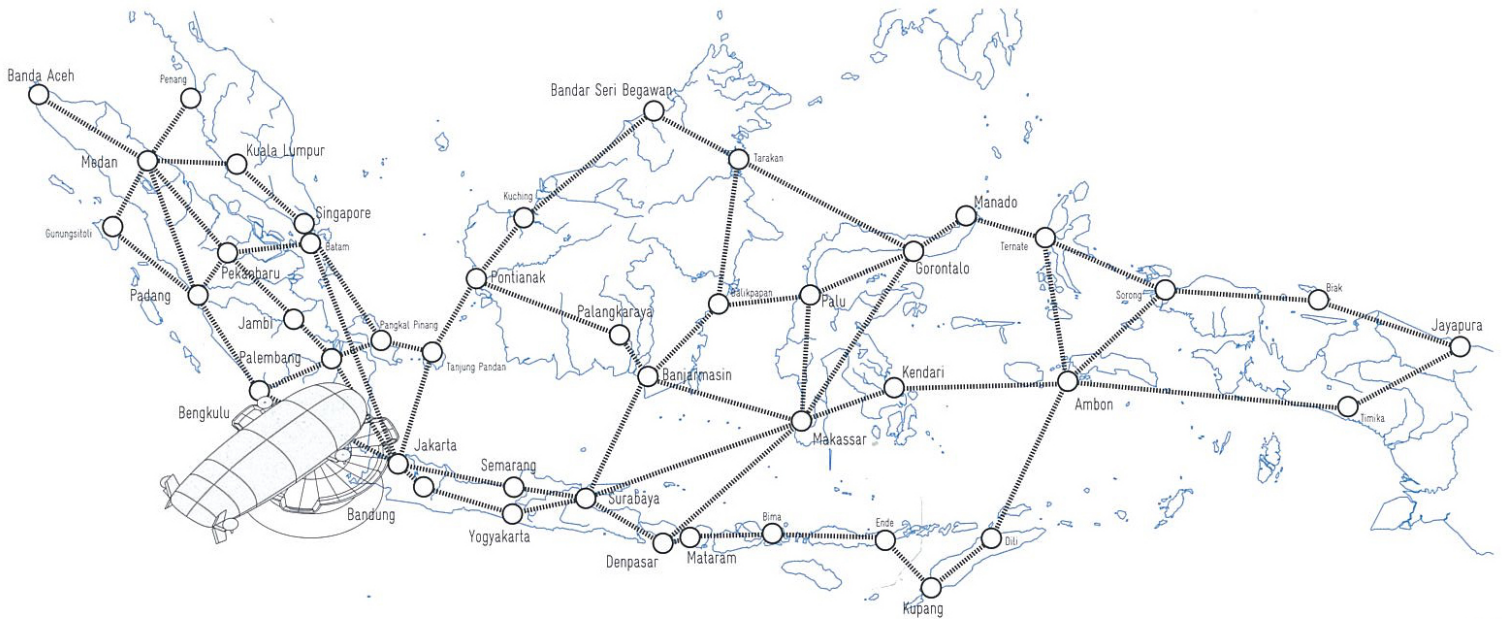 Banda Aceh
Penang
Bandar Seri Begawan
Medan
Kuala Lumpur
Tarakan
Kuching
Manado
Singapore
Gunungsitoli
Batam
Ternate
Pekanbaru
Gorontalo
Pontianak
Padang
Balikpapan
Palu
Sorong
Biak
Jambi
Palangkaraya
Pangkal Pinang
Jayapura
Palembang
Tanjung Pandan
Banjarmasin
Kendari
Bengkulu
Ambon
Timika
Makassar
Jakarta
Semarang
Surabaya
Bandung
Yogyakarta
Bima
Ende
Dili
Denpasar
Mataram
Kupang